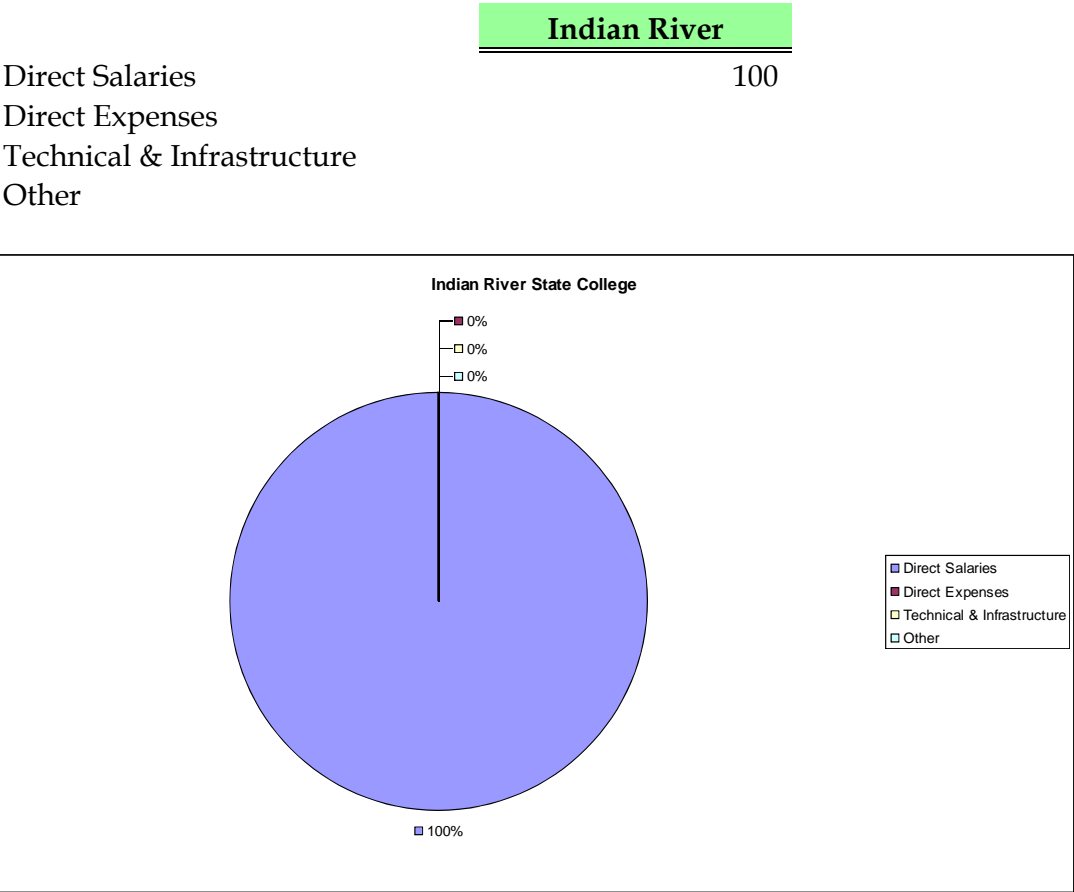 Indian River
Direct Salaries 100
Direct Expenses
Technical & Infrastructure
Other
Indian River State College
0%
0%
0%
Direct Salaries
Direct Expenses
Technical & Infrastructure
Other
100%